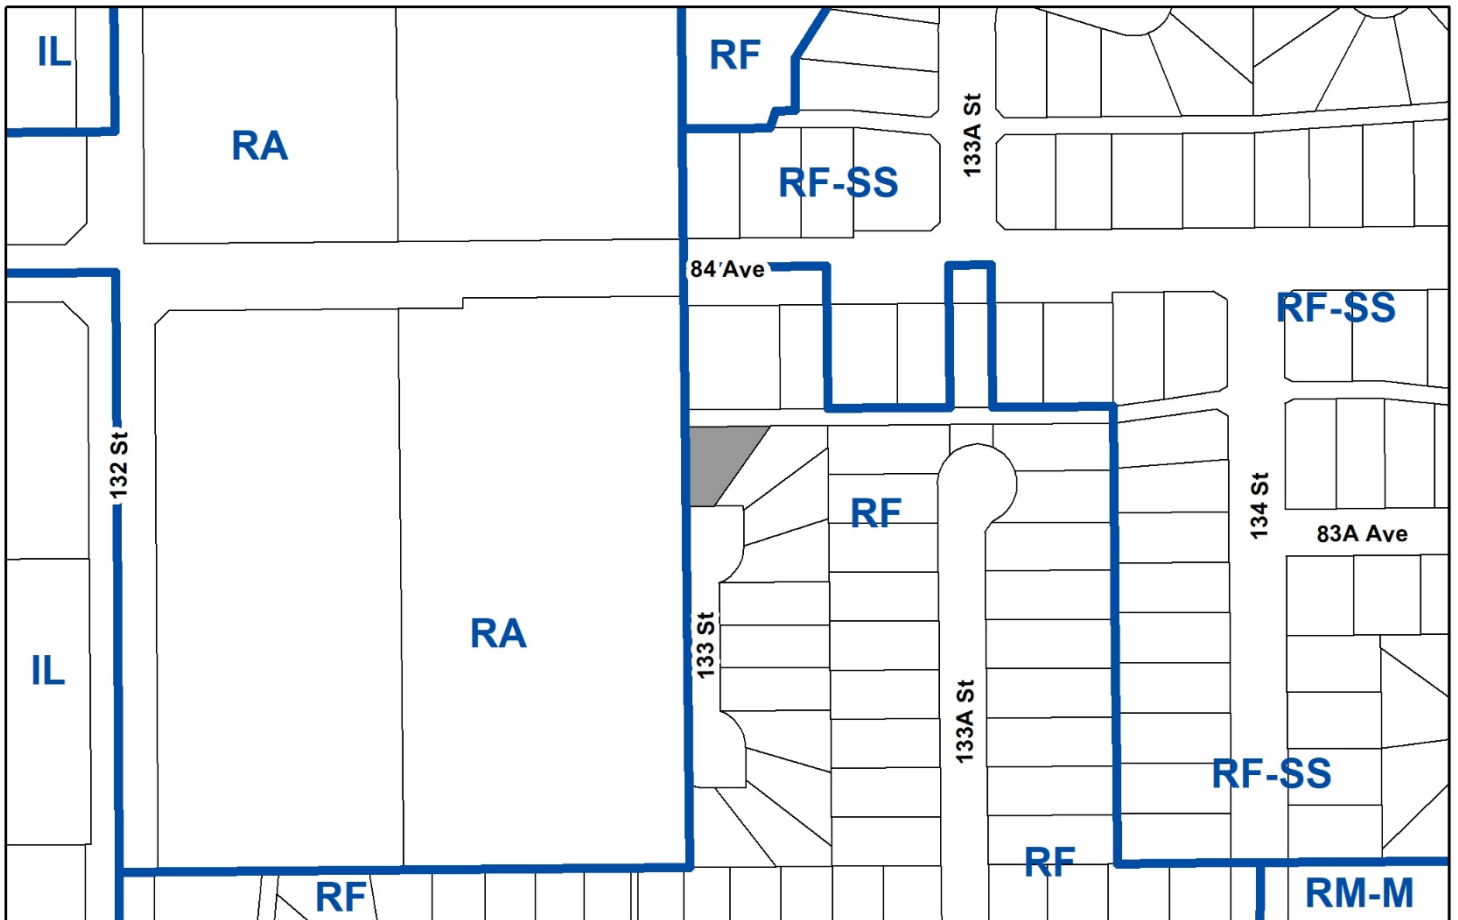 IL
RF
RA
133A St
RF-SS
84 Ave
RF-SS
132 St
134 St
RF
83A Ave
RA
133 St
IL
133A St
RF-SS
RF
RF
RM-M